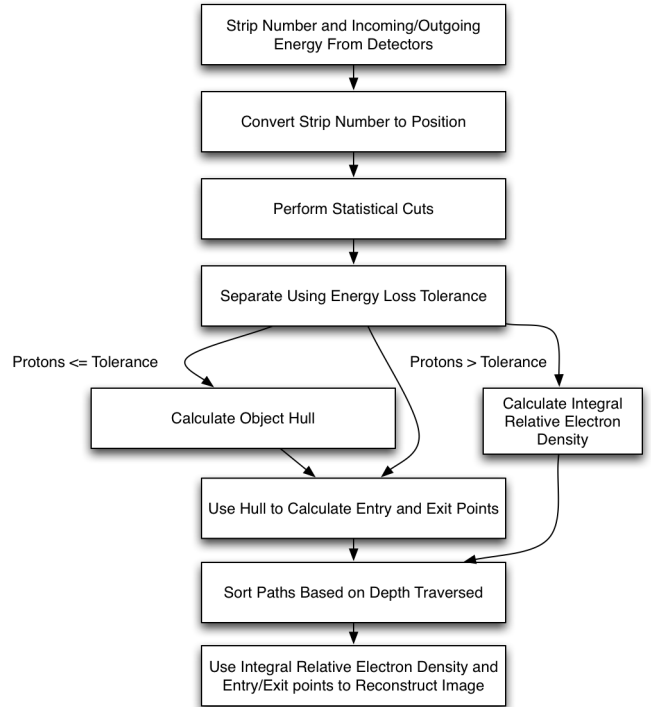 Strip Number and Incoming/Outgoing
Energy From Detectors
Convert Strip Number to Position
Perform Statistical Cuts
Separate Using Energy Loss Tolerance
Protons <= Tolerance
Protons > Tolerance
Calculate Object Hull
Calculate Integral
Relative Electron
Density
Use Hull to Calculate Entry and Exit Points
Sort Paths Based on Depth Traversed
Use Integral Relative Electron Density and
Entry/Exit points to Reconstruct Image